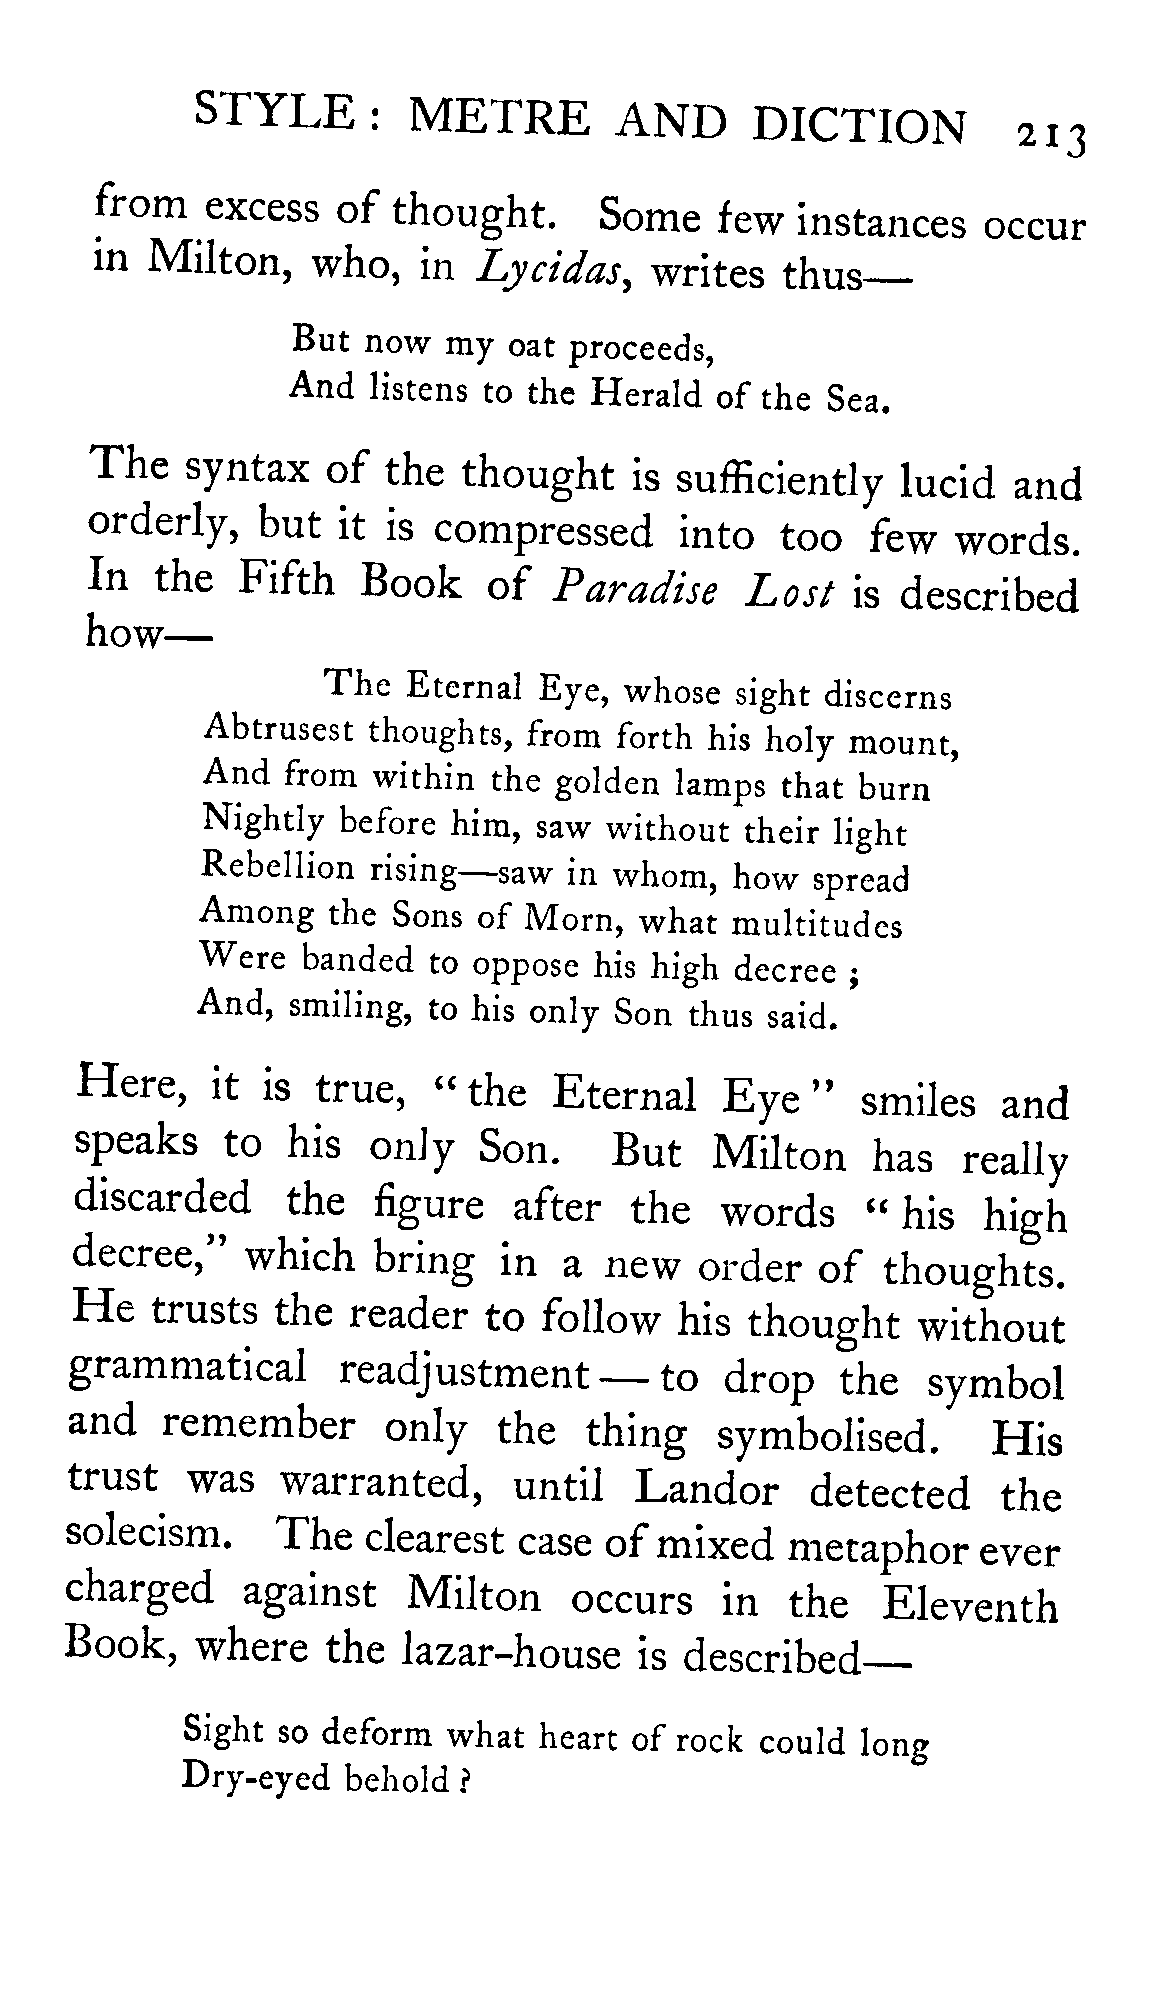 STYLE: METRE AND DICTION 213
from excess of thought. Some few instances occur
in Milton, who, in Lycidas, writes thus—
But now my oat proceeds,
And listens to the Herald of the Sea.
The syntax of the thought is sufficiently lucid and
orderly, but it is compressed into too few words.
In the Fifth Book of Paradise Lost is described
how—
The Eternal Eye, whose sight discerns
Abtrusest thoughts, from forth his holy mount,
And from within the golden lamps that burn
Nightly before him, saw without their light
Rebellion rising—saw in whom, how spread
Among the Sons of Morn, what multitudes
Were banded to oppose his high decree ;
And, smiling, to his only Son thus said.
Here, it is true, “the Eternal Eye” smiles and
speaks to his only Son. But Milton has really
discarded the figure after the words “his high
decree,” which bring in a new order of thoughts.
He trusts the reader to follow his thought without
grammatical readjustment — to drop the symbol
and remember only the thing symbolised. His
trust was warranted, until Landor detected the
solecism. The clearest case of mixed metaphor ever
charged against Milton occurs in the Eleventh
Book, where the lazar-house is described—
Sight so deform what heart of rock could long
Dry-eyed behold ?